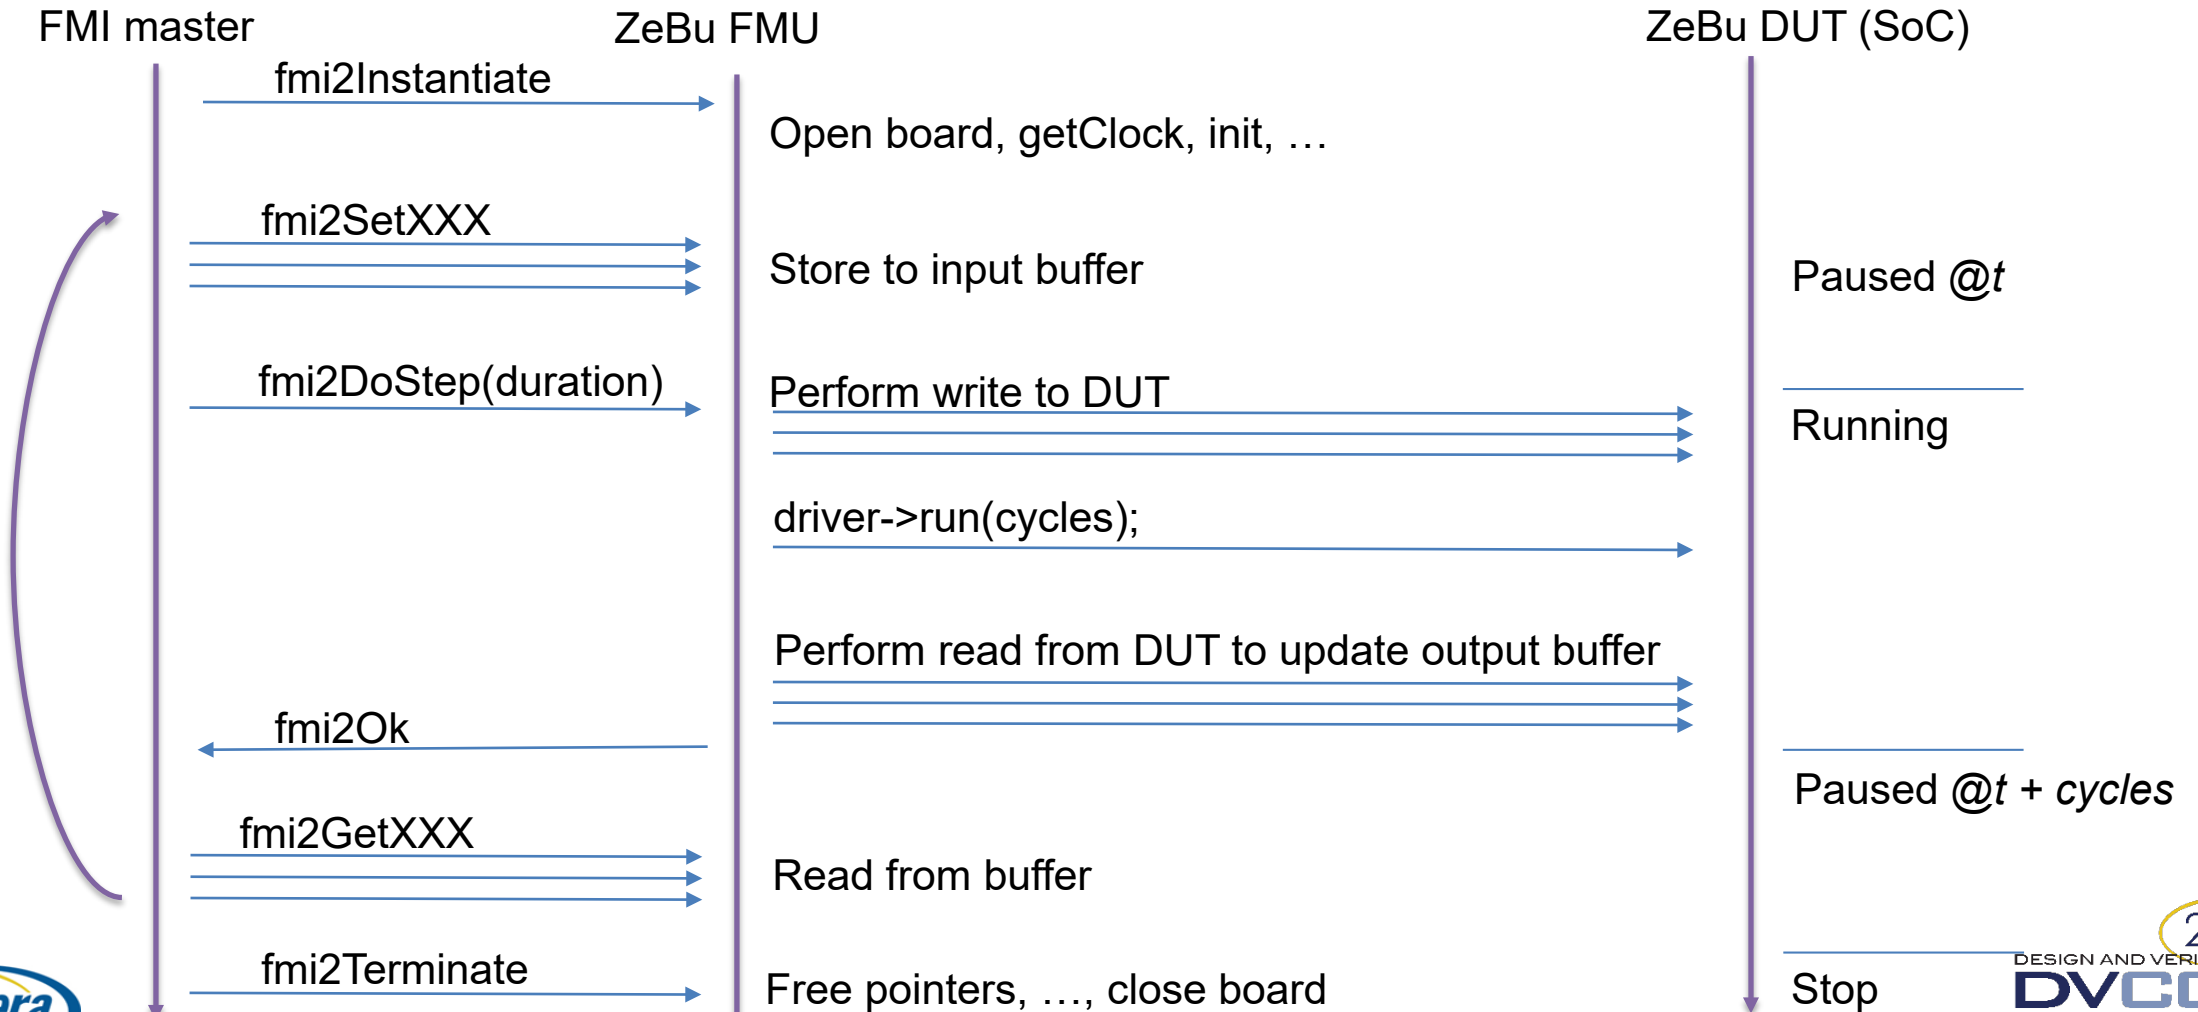 FMI master
ZeBu FMU
ZeBu DUT (SoC)
fmi2Instantiate
Open board, getClock, init, …
fmi2SetXXX
Store to input buffer
Paused @t
fmi2DoStep(duration)
Perform write to DUT
Running
driver->run(cycles);
Perform read from DUT to update output buffer
fmi2Ok
Paused @t + cycles
fmi2GetXXX
Read from buffer
fmi2Terminate
Free pointers, …, close board
Stop
DESIGN AND